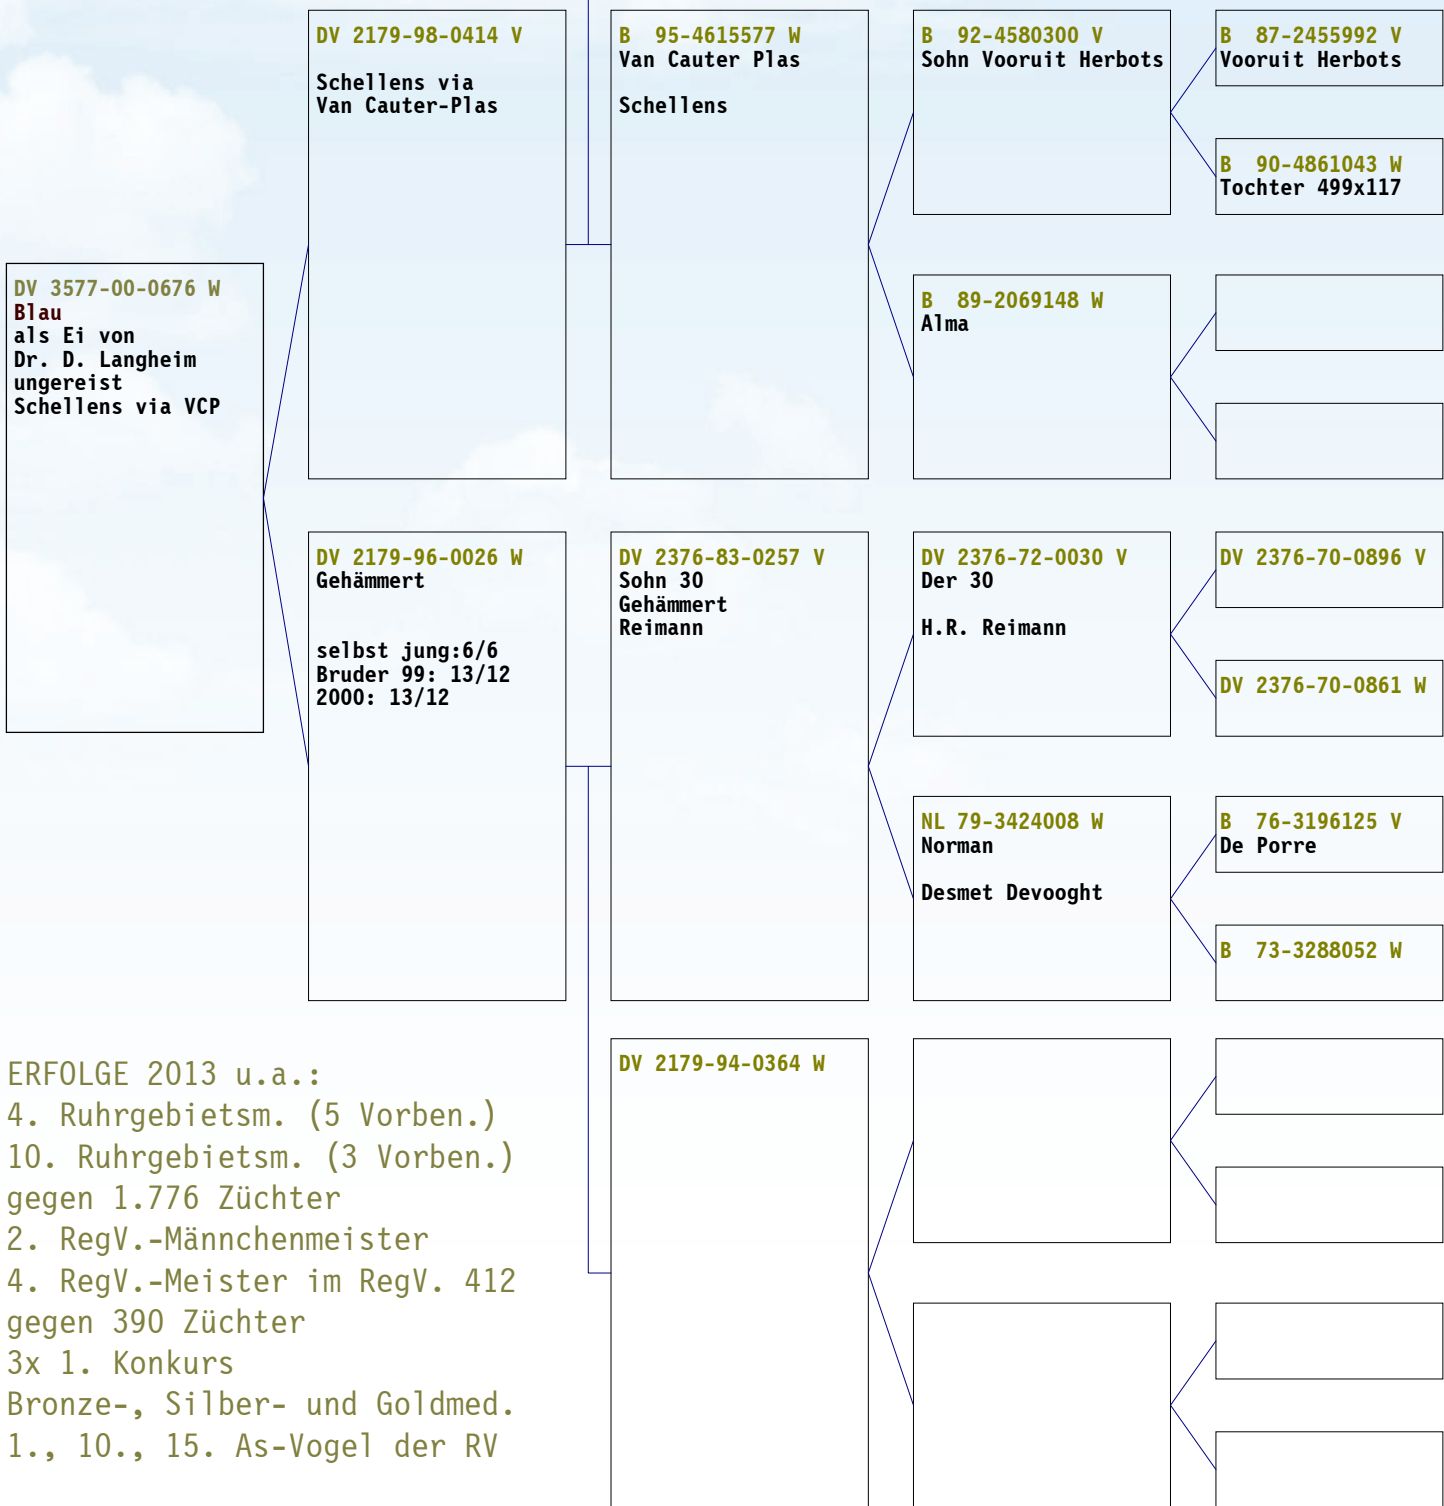 DV 3577-00-0676 W
Blau
als Ei von
Dr. D. Langheim
ungereist
Schellens via VCP
DV 2179-98-0414 V
Schellens via
Van Cauter-Plas
DV 2179-96-0026 W
Gehämmert
selbst jung:6/6
Bruder 99: 13/12
2000: 13/12
B 95-4615577 W
Van Cauter Plas
Schellens
DV 2376-83-0257 V
Sohn 30
Gehämmert
Reimann
DV 2179-94-0364 W
B 92-4580300 V
Sohn Vooruit Herbots
B 89-2069148 W
Alma
DV 2376-72-0030 V
Der 30
H.R. Reimann
NL 79-3424008 W
Norman
Desmet Devooght
B 87-2455992 V
Vooruit Herbots
B 90-4861043 W
Tochter 499x117
DV 2376-70-0896 V
DV 2376-70-0861 W
B 76-3196125 V
De Porre
B 73-3288052 W
ERFOLGE 2013 u.a.:
4. Ruhrgebietsm. (5 Vorben.)
10. Ruhrgebietsm. (3 Vorben.)
gegen 1.776 Züchter
2. RegV.-Männchenmeister
4. RegV.-Meister im RegV. 412
gegen 390 Züchter
3x 1. Konkurs
Bronze-, Silber- und Goldmed.
1., 10., 15. As-Vogel der RV